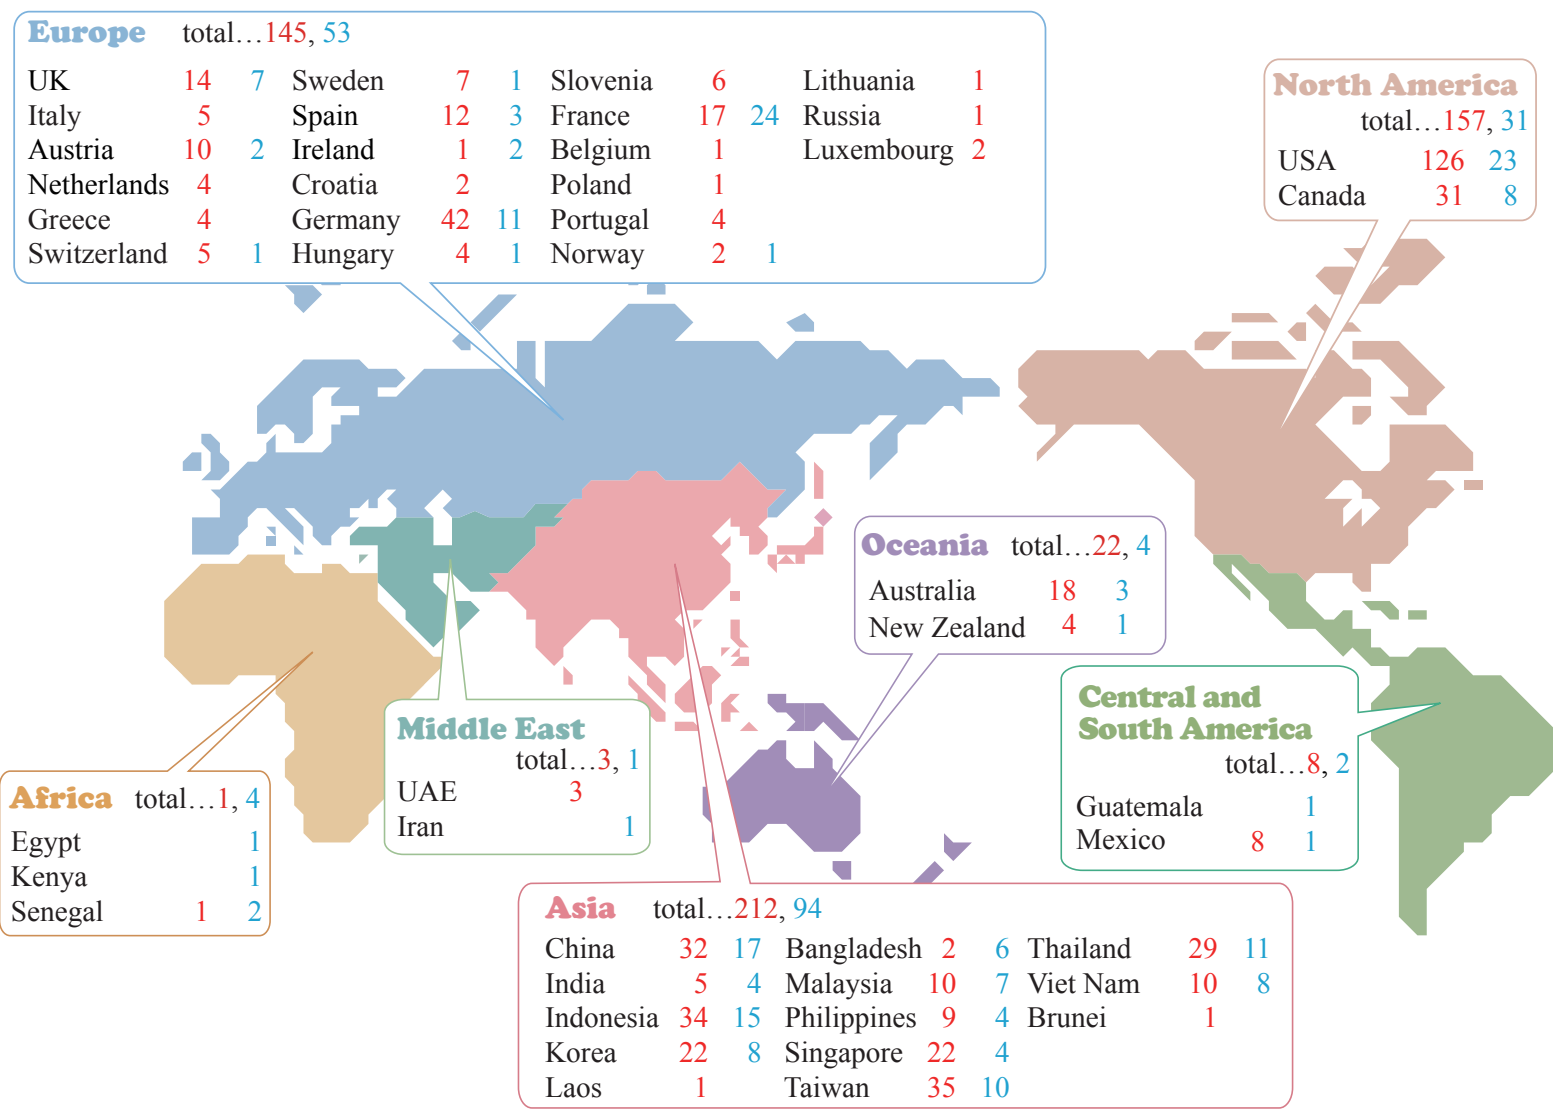 Europe total…145, 53
UK 14 7 Sweden 7 1 Slovenia 6 Lithuania 1
Italy 5 Spain 12 3 France 17 24 Russia 1
Austria 10 2 Ireland 1 2 Belgium 1 Luxembourg 2
Netherlands 4 Croatia 2 Poland 1
Greece 4 Germany 42 11 Portugal 4
Switzerland 5 1 Hungary 4 1 Norway 2 1
North America
total…157, 31
USA 126 23
Canada 31 8
Oceania total…22, 4
Australia 18 3
New Zealand 4 1
Central and
South America
total…8, 2
Guatemala 1
Mexico 8 1
Middle East
total…3, 1
UAE 3
Iran 1
Africa total…1, 4
Egypt 1
Kenya 1
Senegal 1 2
Asia total…212, 94
China 32 17 Bangladesh 2 6 Thailand 29 11
India 5 4 Malaysia 10 7 Viet Nam 10 8
Indonesia 34 15 Philippines 9 4 Brunei 1
Korea 22 8 Singapore 22 4
Laos 1 Taiwan 35 10